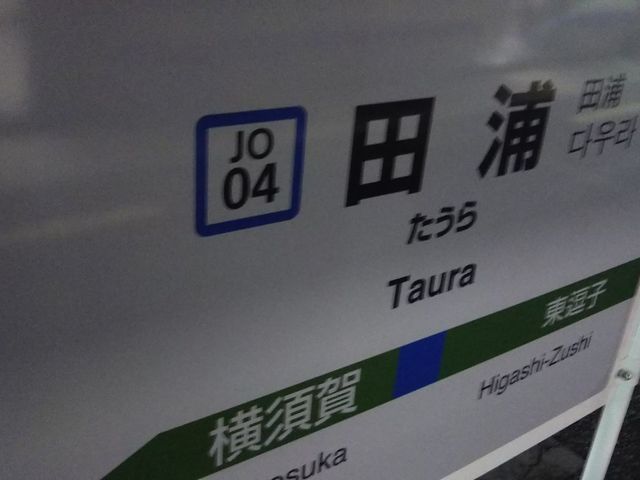 JO
04
田浦
たうら
Taura
田浦
다우라
横須賀
osuka
東逗子
Higashi-Zushi